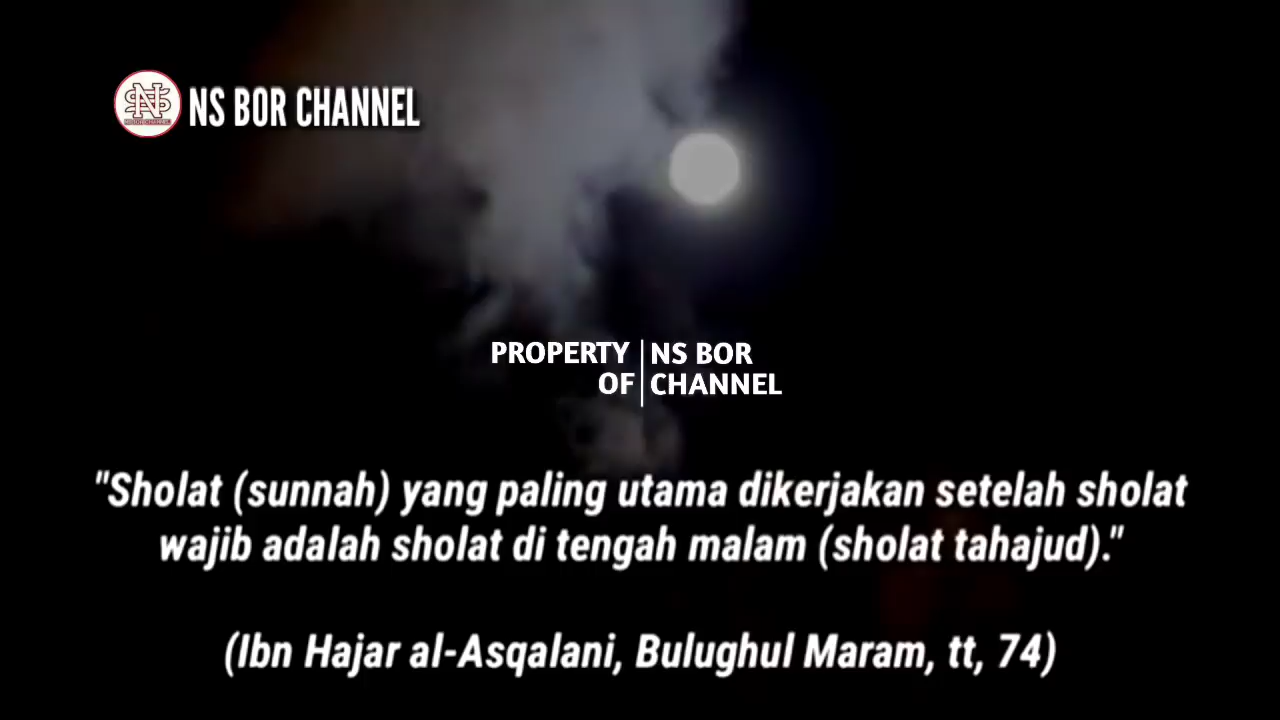 NS BOR CHANNEL
PROPERTY OF
NS BOR CHANNEL
"Sholat (sunnah) yang paling utama dikerjakan setelah sholat
wajib adalah sholat di tengah malam (sholat tahajud)."
(Ibn Hajar al-Asqalani, Bulughul Maram, tt, 74)